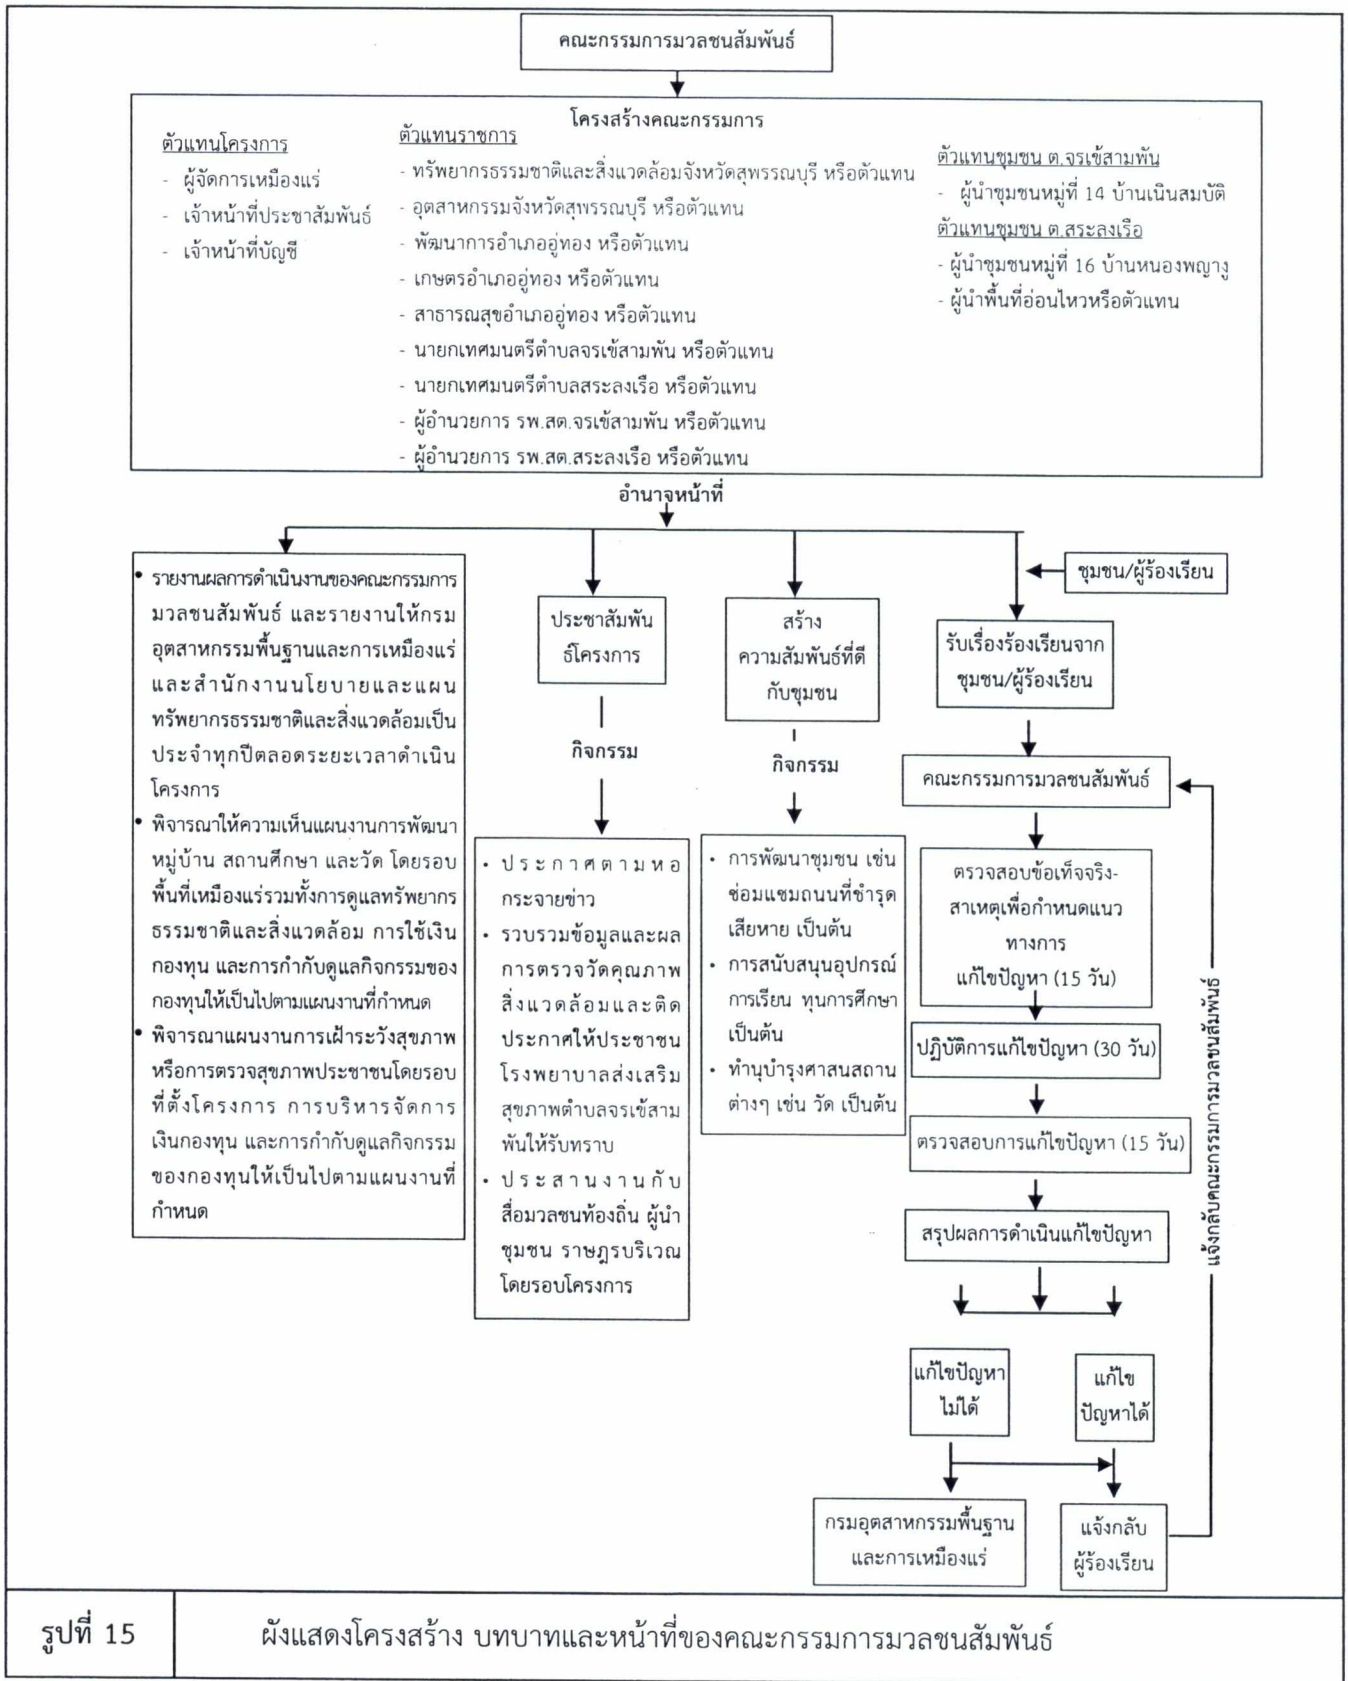 คณะกรรมการมวลชนสัมพันธ์
โครงสร้างคณะกรรมการ
ตัวแทนโครงการ
- ผู้จัดการเหมืองแร่
- เจ้าหน้าที่ประชาสัมพันธ์
- เจ้าหน้าที่บัญชี
ตัวแทนราชการ
- ทรัพยากรธรรมชาติและสิ่งแวดล้อมจังหวัดสุพรรณบุรี หรือตัวแทน
- อุตสาหกรรมจังหวัดสุพรรณบุรี หรือตัวแทน
- พัฒนาการอำเภออู่ทอง หรือตัวแทน
- เกษตรอำเภออู่ทอง หรือตัวแทน
- สาธารณสุขอำเภออู่ทอง หรือตัวแทน
- นายกเทศมนตรีตำบลจรเข้สามพัน หรือตัวแทน
- นายกเทศมนตรีตำบลสระลงเรือ หรือตัวแทน
- ผู้อำนวยการ รพ.สต.จรเข้สามพัน หรือตัวแทน
- ผู้อำนวยการ รพ.สต.สระลงเรือ หรือตัวแทน
ตัวแทนชุมชน ต.จรเข้สามพัน
- ผู้นำชุมชนหมู่ที่ 14 บ้านเนินสมบัติ
ตัวแทนชุมชน ต.สระลงเรือ
- ผู้นำชุมชนหมู่ที่ 16 บ้านหนองพญางู
- ผู้นำพื้นที่อ่อนไหวหรือตัวแทน
อำนาจหน้าที่
• รายงานผลการดำเนินงานของคณะกรรมการ
มวลชนสัมพันธ์ และรายงานให้กรม
อุตสาหกรรมพื้นฐานและการเหมืองแร่
และสำนักงานนโยบายและแผน
ทรัพยากรธรรมชาติและสิ่งแวดล้อมเป็น
ประจำทุกปีตลอดระยะเวลาดำเนิน
โครงการ
• พิจารณาให้ความเห็นแผนงานการพัฒนา
หมู่บ้าน สถานศึกษา และวัด โดยรอบ
พื้นที่เหมืองแร่รวมทั้งการดูแลทรัพยากร
ธรรมชาติและสิ่งแวดล้อม การใช้เงิน
กองทุน และการกำกับดูแลกิจกรรมของ
กองทุนให้เป็นไปตามแผนงานที่กำหนด
• พิจารณาแผนงานการเฝ้าระวังสุขภาพ
หรือการตรวจสุขภาพประชาชนโดยรอบ
ที่ตั้งโครงการ การบริหารจัดการ
เงินกองทุน และการกำกับดูแลกิจกรรม
ของกองทุนให้เป็นไปตามแผนงานที่
กำหนด
ประชาสัมพัน
ธ์โครงการ
กิจกรรม
• ประกาศตามหอ
กระจายข่าว
• รวบรวมข้อมูลและผล
การตรวจวัดคุณภาพ
สิ่งแวดล้อมและติด
ประกาศให้ประชาชน
โรงพยาบาลส่งเสริม
สุขภาพตำบลจรเข้สาม
พันให้รับทราบ
• ประสานงานกับ
สื่อมวลชนท้องถิ่น ผู้นำ
ชุมชน ราษฎรบริเวณ
โดยรอบโครงการ
สร้าง
ความสัมพันธ์ที่ดี
กับชุมชน
กิจกรรม
• การพัฒนาชุมชน เช่น
ซ่อมแซมถนนที่ชำรุด
เสียหาย เป็นต้น
• การสนับสนุนอุปกรณ์
การเรียน ทุนการศึกษา
เป็นต้น
• ทำนุบำรุงศาสนสถาน
ต่างๆ เช่น วัด เป็นต้น
ชุมชน/ผู้ร้องเรียน
รับเรื่องร้องเรียนจาก
ชุมชน/ผู้ร้องเรียน
คณะกรรมการมวลชนสัมพันธ์
ตรวจสอบข้อเท็จจริง-
สาเหตุเพื่อกำหนดแนว
ทางการ
แก้ไขปัญหา (15 วัน)
ปฏิบัติการแก้ไขปัญหา (30 วัน)
ตรวจสอบการแก้ไขปัญหา (15 วัน)
สรุปผลการดำเนินแก้ไขปัญหา
แก้ไขปัญหา
ไม่ได้
แก้ไข
ปัญหาได้
กรมอุตสาหกรรมพื้นฐาน
และการเหมืองแร่
แจ้งกลับ
ผู้ร้องเรียน
แจ้งกลับคณะกรรมการมวลชนสัมพันธ์
รูปที่ 15
ผังแสดงโครงสร้าง บทบาทและหน้าที่ของคณะกรรมการมวลชนสัมพันธ์